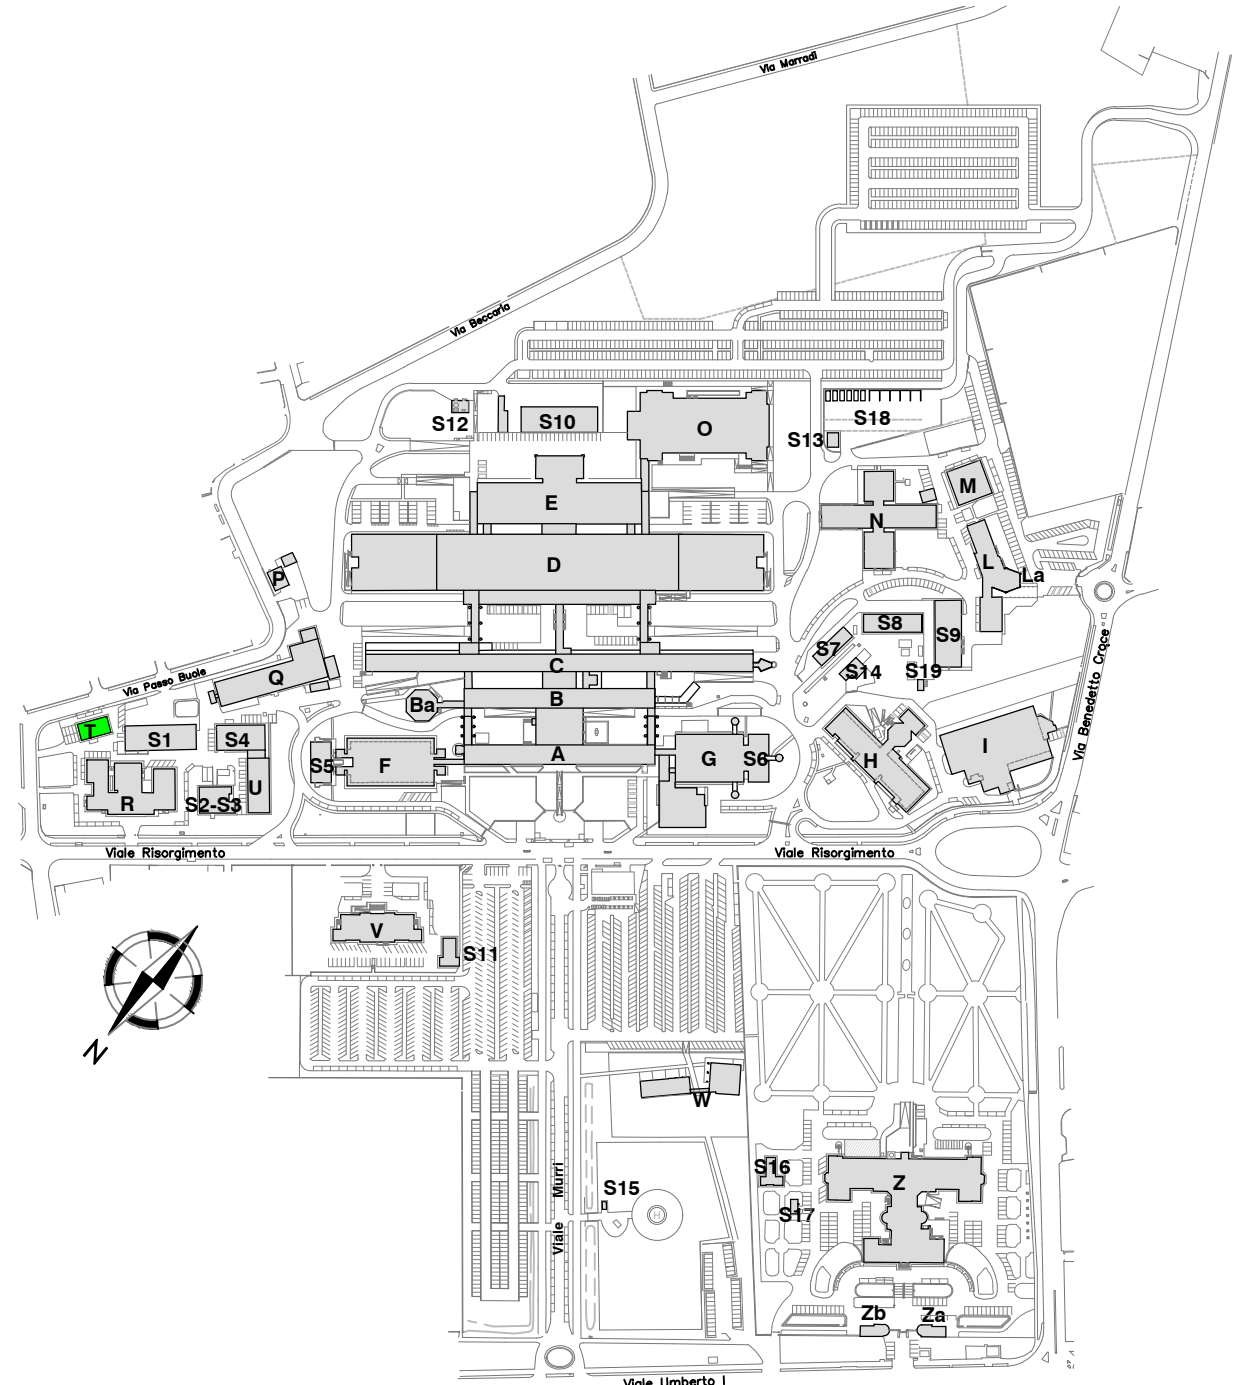 Via Marradi
Via Beccaria
S12
S10
O
S13
S18
E
M
N
D
L
La
P
S8
S9
S7
C
S14
S19
Via Passo Buole
Q
B
Ba
Via Benedetto Croce
T
S1
S4
A
I
S5
F
G
S6
H
U
R
S2-S3
Viale Risorgimento
Viale Risorgimento
V
S11
N
W
S16
Z
S15
S17
Viale Murri
H
Zb
Za
Viale Umberto I